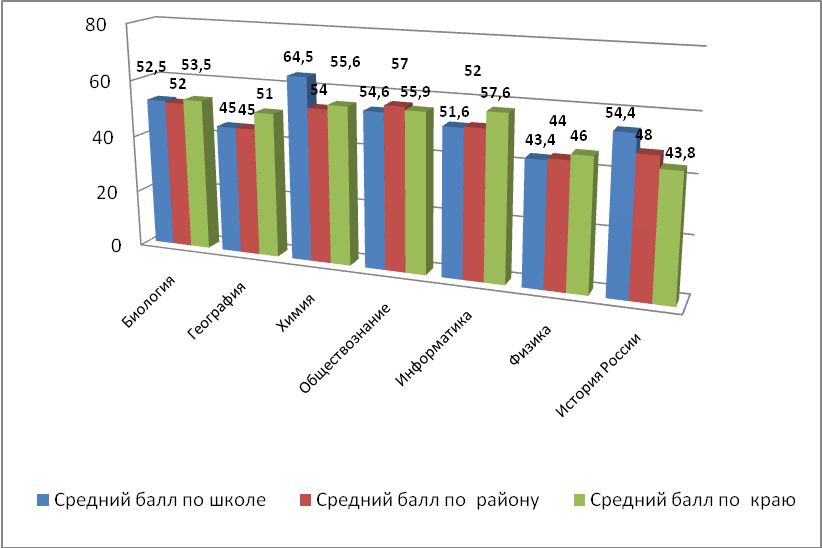 80
60
40
20
0
52,5 52 53,5
45 45 51
64,5 54 55,6
54,6 57 55,9
51,6 52 57,6
43,4 44 46
54,4 48 43,8
Биология
География
Химия
Обществознание
Информатика
Физика
История России
Средний балл по школе Средний балл по району Средний балл по краю